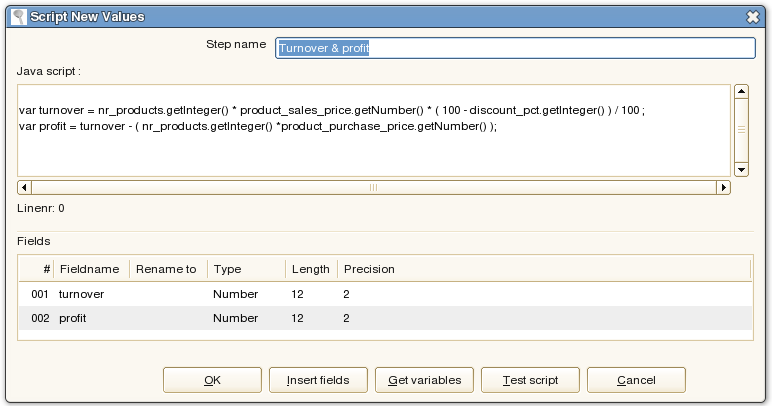 Script New Values
Step name Turnover & profit
Java script :
var turnover = nr_products.getInteger() * product_sales_price.getNumber() * ( 100 - discount_pct.getInteger() ) / 100 ;
var profit = turnover - ( nr_products.getInteger() *product_purchase_price.getNumber() );
Linenr: 0
Fields
# Fieldname Rename to Type Length Precision
001 turnover Number 12 2
002 profit Number 12 2
OK Insert fields Get variables Test script Cancel